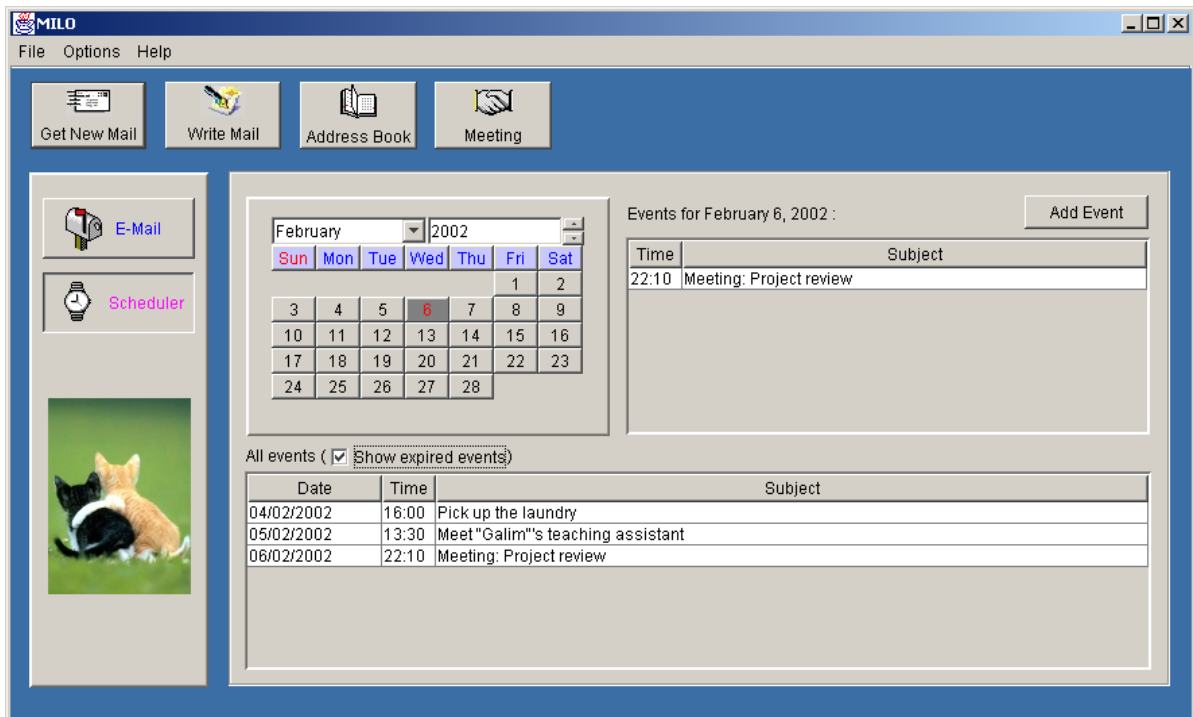 MILO
File Options Help
Get New Mail Write Mail Address Book Meeting
E-Mail
Scheduler
February 2002
Sun Mon Tue Wed Thu Fri Sat
1 2
3 4 5 6 7 8 9
10 11 12 13 14 15 16
17 18 19 20 21 22 23
24 25 26 27 28
Events for February 6, 2002 : Add Event
Time Subject
22:10 Meeting: Project review
All events ( Show expired events)
Date Time Subject
04/02/2002 16:00 Pick up the laundry
05/02/2002 13:30 Meet "Galim"'s teaching assistant
06/02/2002 22:10 Meeting: Project review